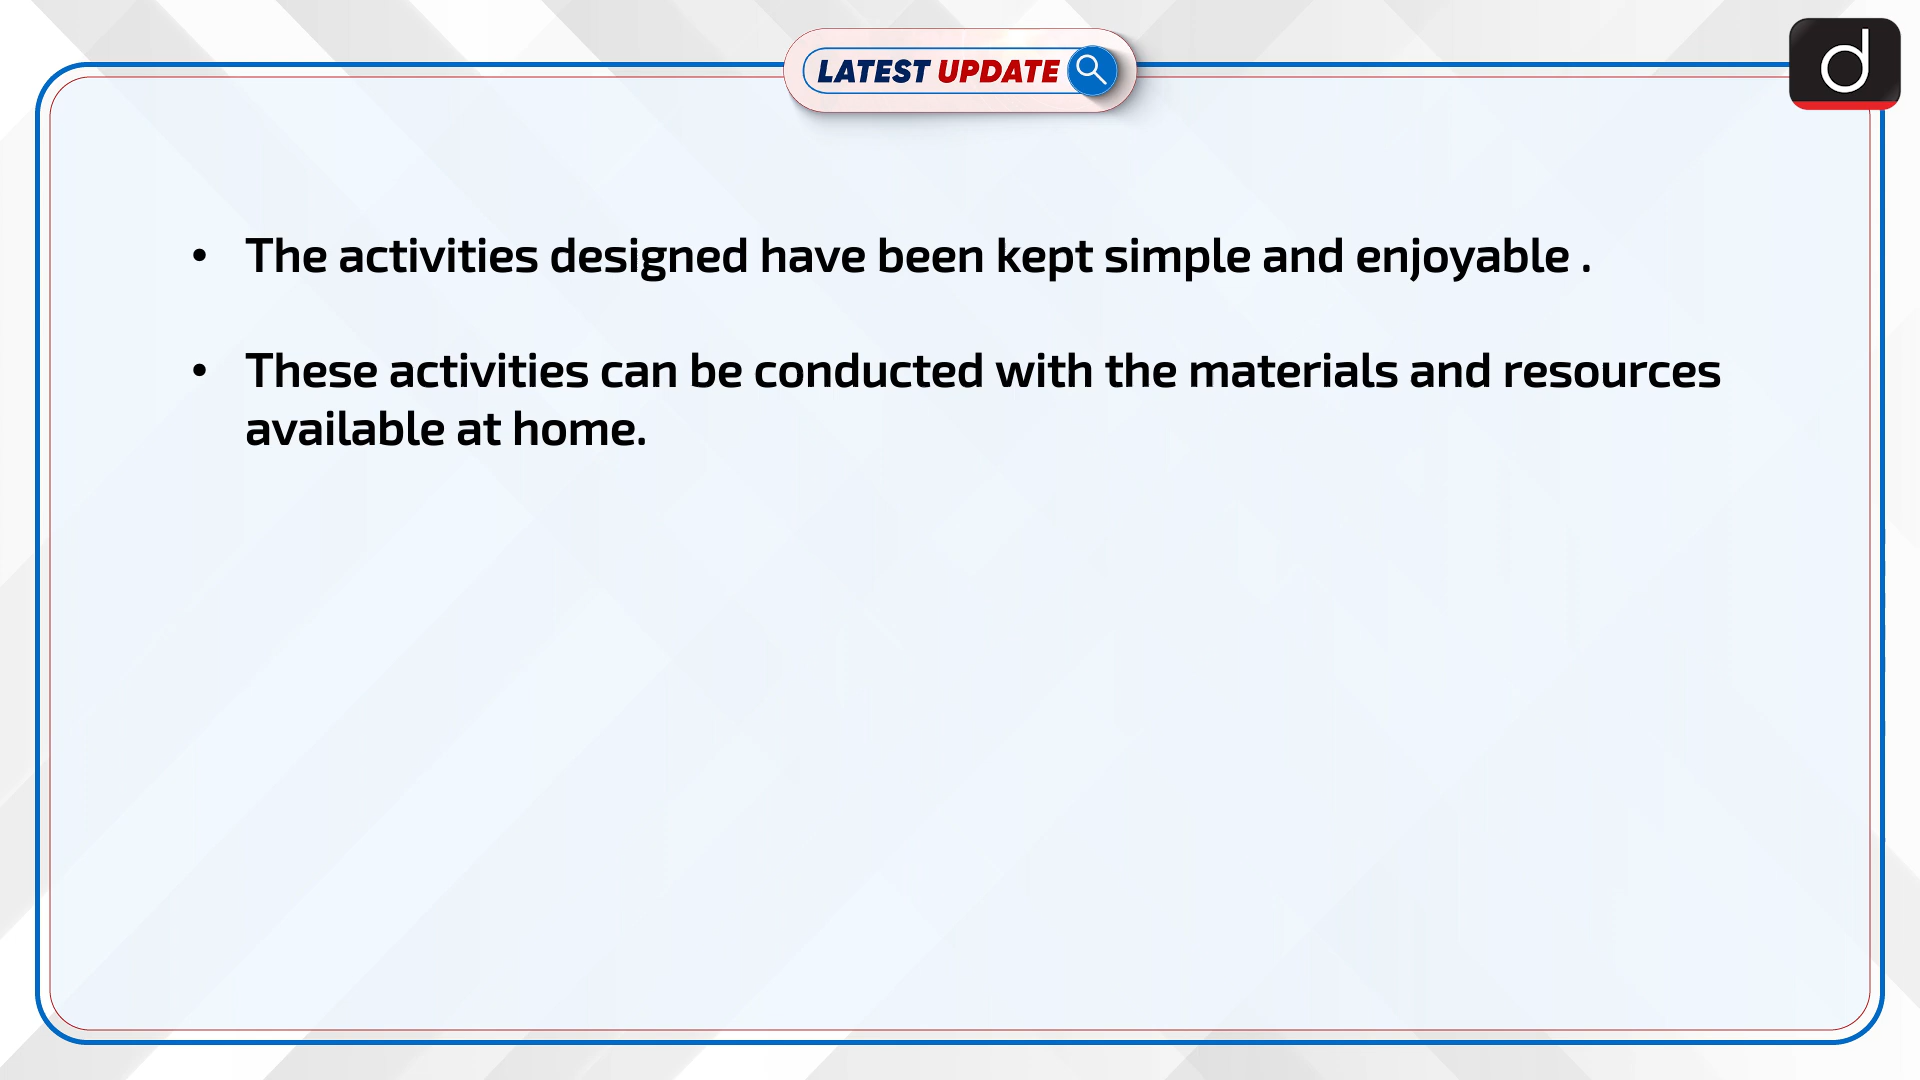 LATEST UPDATE
d
• The activities designed have been kept simple and enjoyable .
• These activities can be conducted with the materials and resources
available at home.